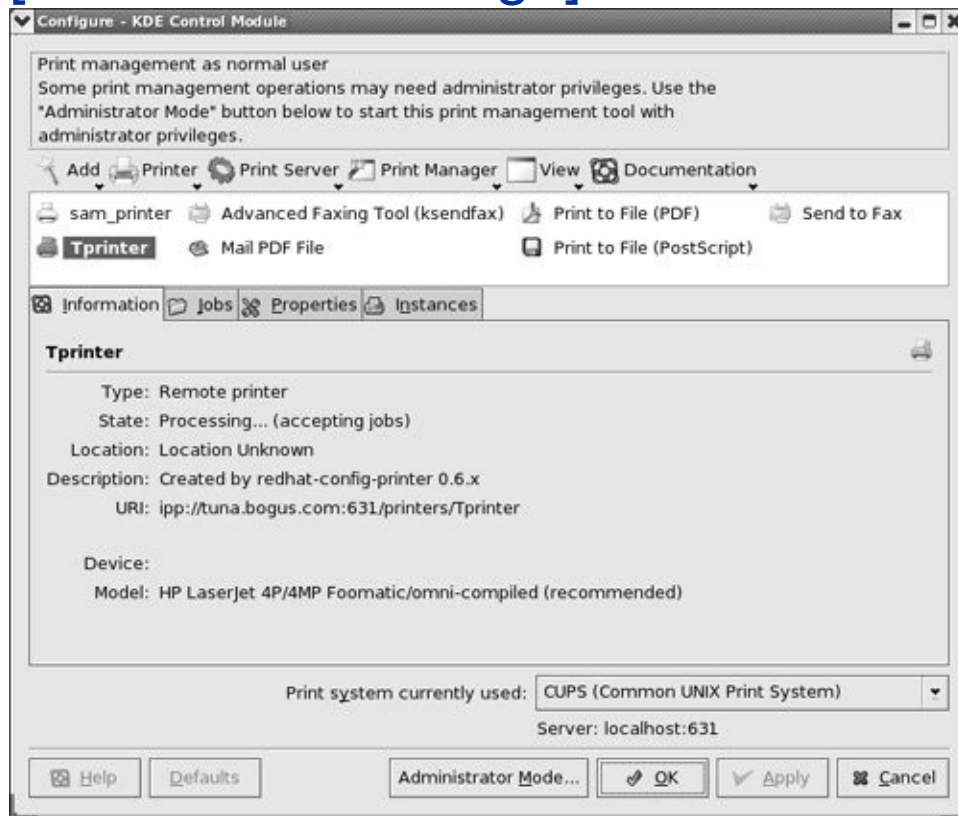 Configure - KDE Control Module
Print management as normal user
Some print management operations may need administrator privileges. Use the
"Administrator Mode" button below to start this print management tool with
administrator privileges.
Add Printer Print Server Print Manager View Documentation
sam_printer Advanced Faxing Tool (ksendfax) Print to File (PDF) Send to Fax
Tprinter Mail PDF File Print to File (PostScript)
Information Jobs Properties Instances
Tprinter
Type: Remote printer
State: Processing... (accepting jobs)
Location: Location Unknown
Description: Created by redhat-config-printer 0.6.x
URI: ipp://tuna.bogus.com:631/printers/Tprinter
Device:
Model: HP LaserJet 4P/4MP Foomatic/omni-compiled (recommended)
Print system currently used: CUPS (Common UNIX Print System)
Server: localhost:631
Help Defaults Administrator Mode... OK Apply Cancel